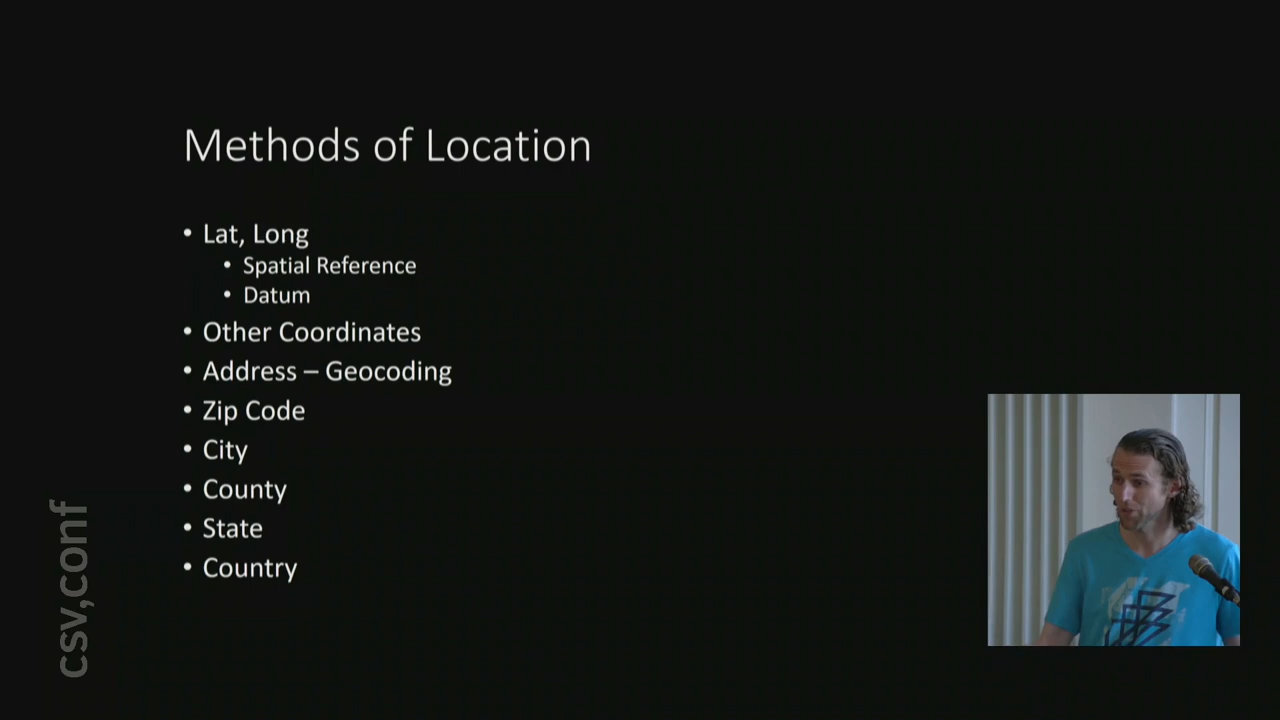 Methods of Location
• Lat, Long
• Spatial Reference
• Datum
• Other Coordinates
• Address – Geocoding
• Zip Code
• City
• County
• State
• Country
csv,conf